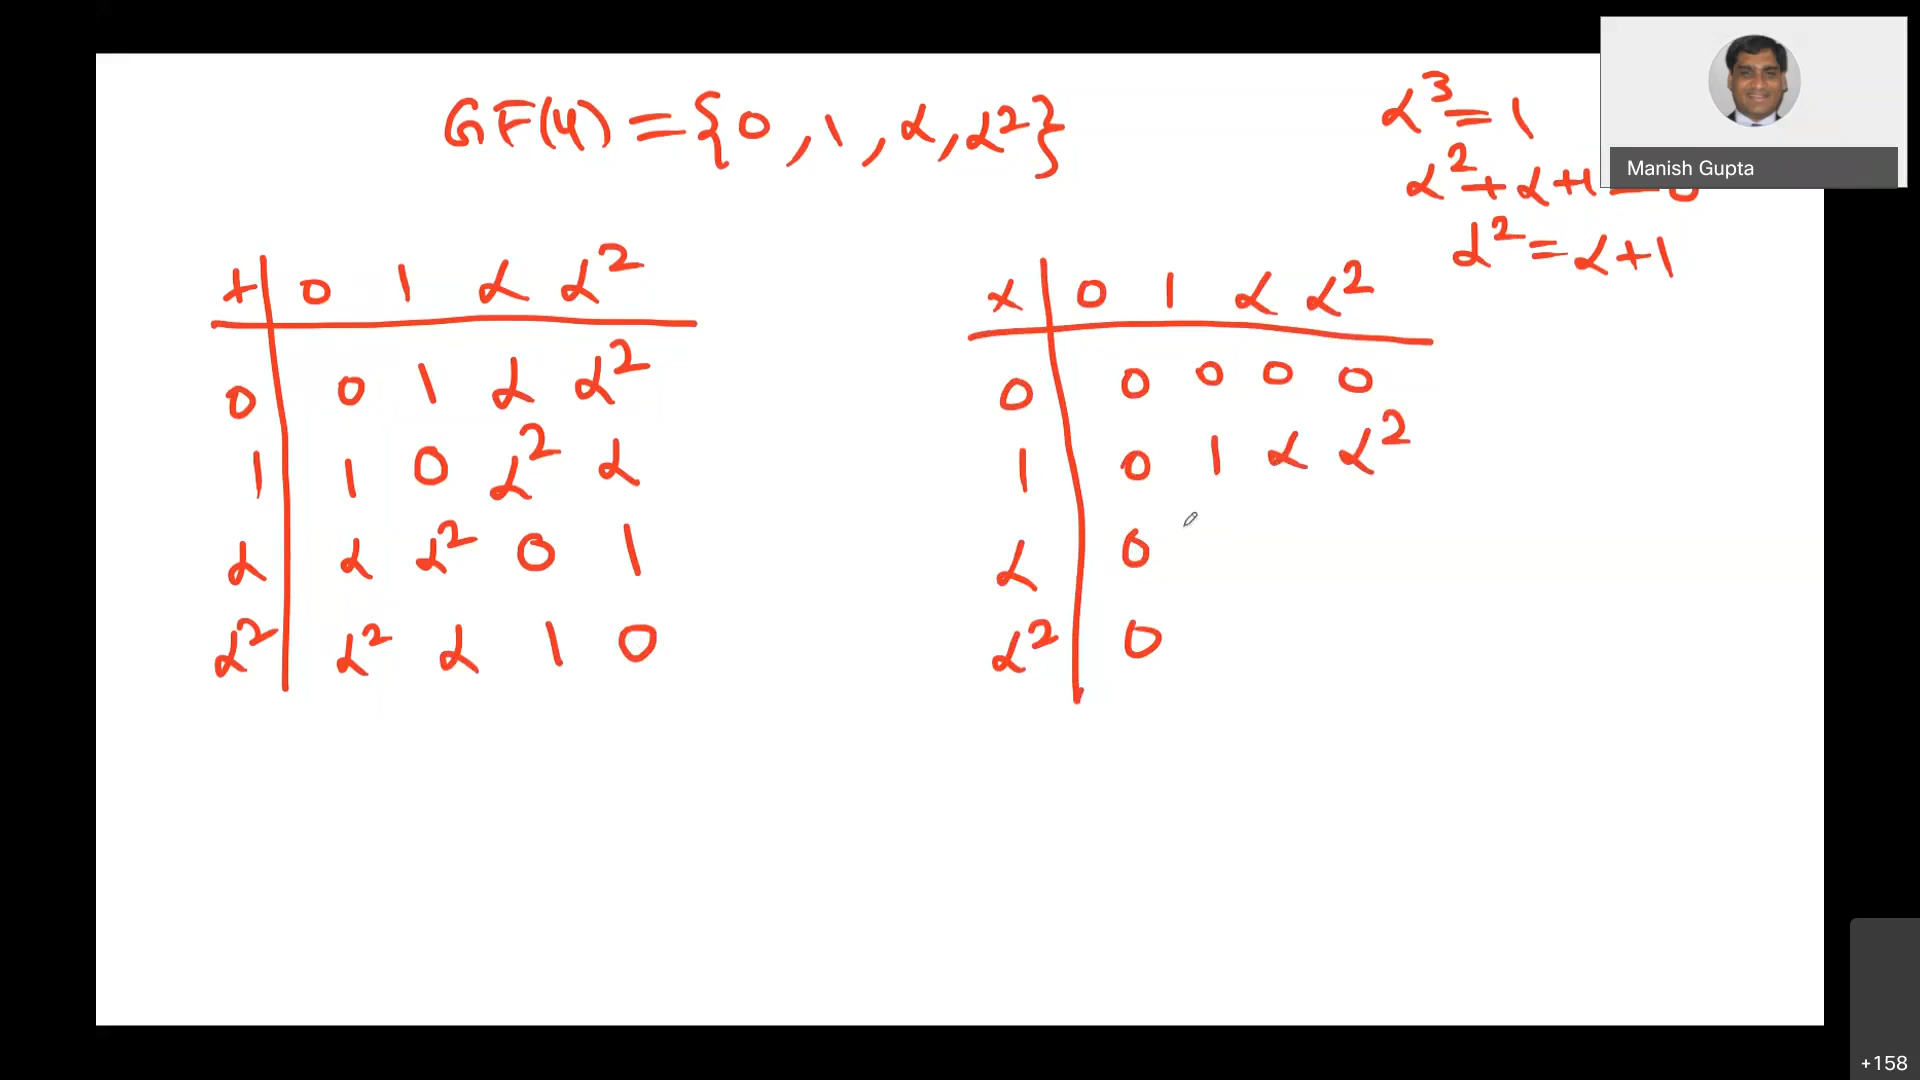 GF(4) = {0, 1, α, α²}
α³ = 1
α² + α + 1 = 0
α² = α + 1
Manish Gupta
+ 0 1 α α²
0 0 1 α α²
1 1 0 α² α
α α α² 0 1
α² α² α 1 0
× 0 1 α α²
0 0 0 0 0
1 0 1 α α²
α 0
α² 0
+158